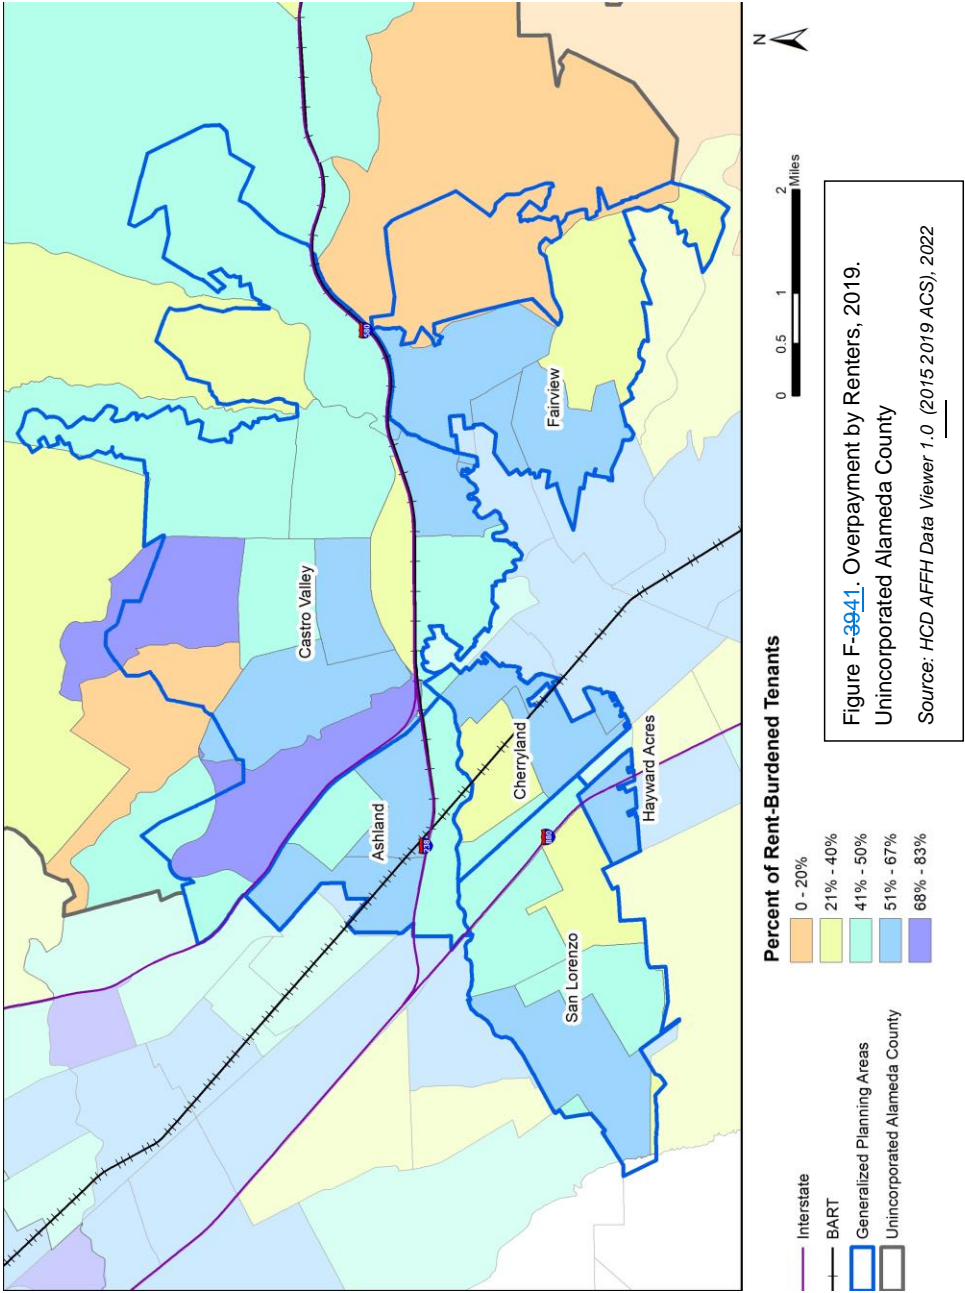 Castro Valley
Ashland
Cherryland
Fairview
Hayward Acres
San Lorenzo
580
238
880
N
0 0.5 1 2
Miles
Percent of Rent-Burdened Tenants
0 - 20%
21% - 40%
41% - 50%
51% - 67%
68% - 83%
Interstate
BART
Generalized Planning Areas
Unincorporated Alameda County
Figure F-3941. Overpayment by Renters, 2019.
Unincorporated Alameda County
Source: HCD AFFH Data Viewer 1.0 (2015 2019 ACS), 2022